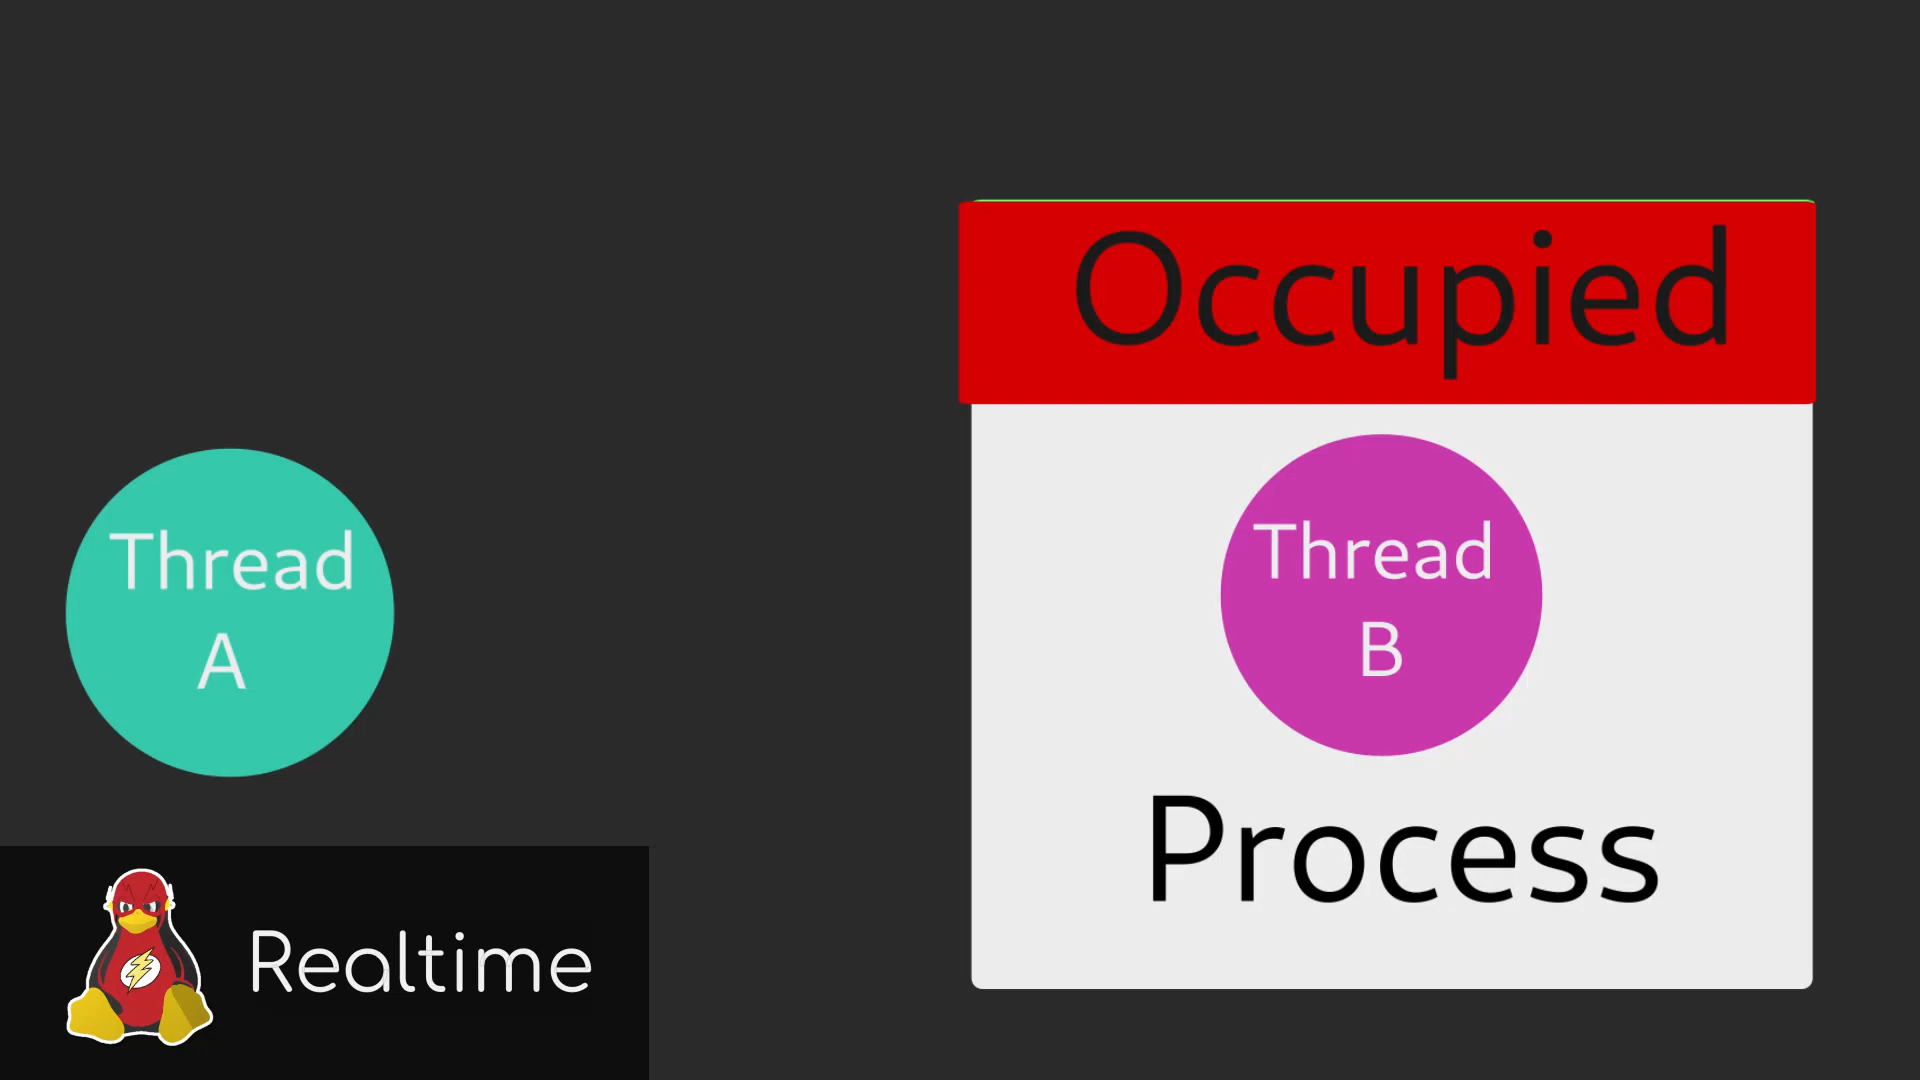 Occupied
Thread
A
Thread
B
Process
Realtime